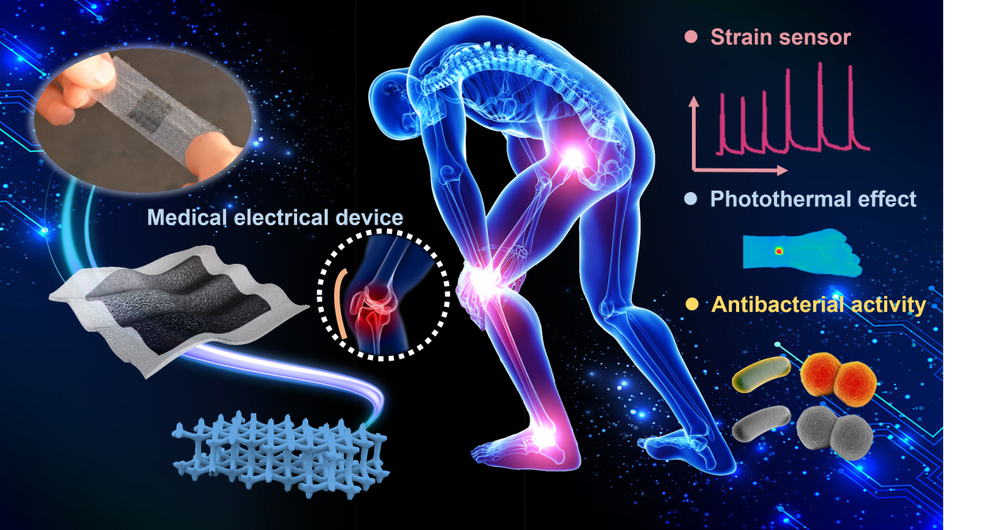 Medical electrical device
Strain sensor
Photothermal effect
Antibacterial activity